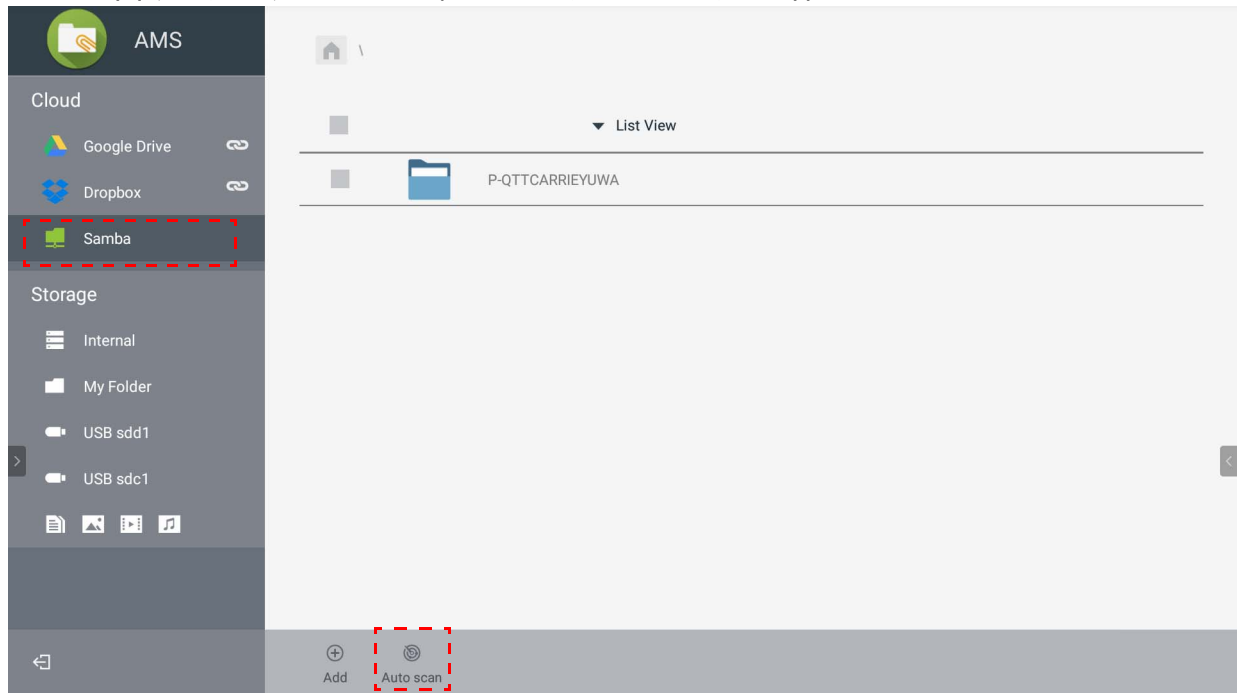 AMS
Cloud
Google Drive
Dropbox
Samba
Storage
Internal
My Folder
USB sdd1
USB sdc1
\
List View
P-QTTCARRIEYUWA
Add
Auto scan